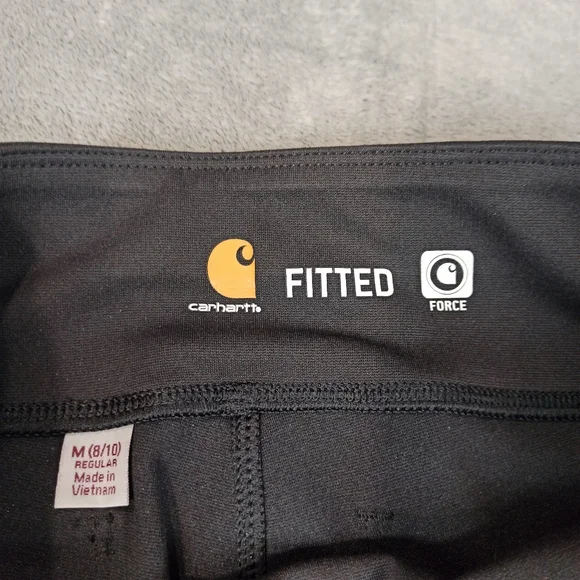 carhartt
FITTED
FORCE
M (8/10)
REGULAR
Made in
Vietnam